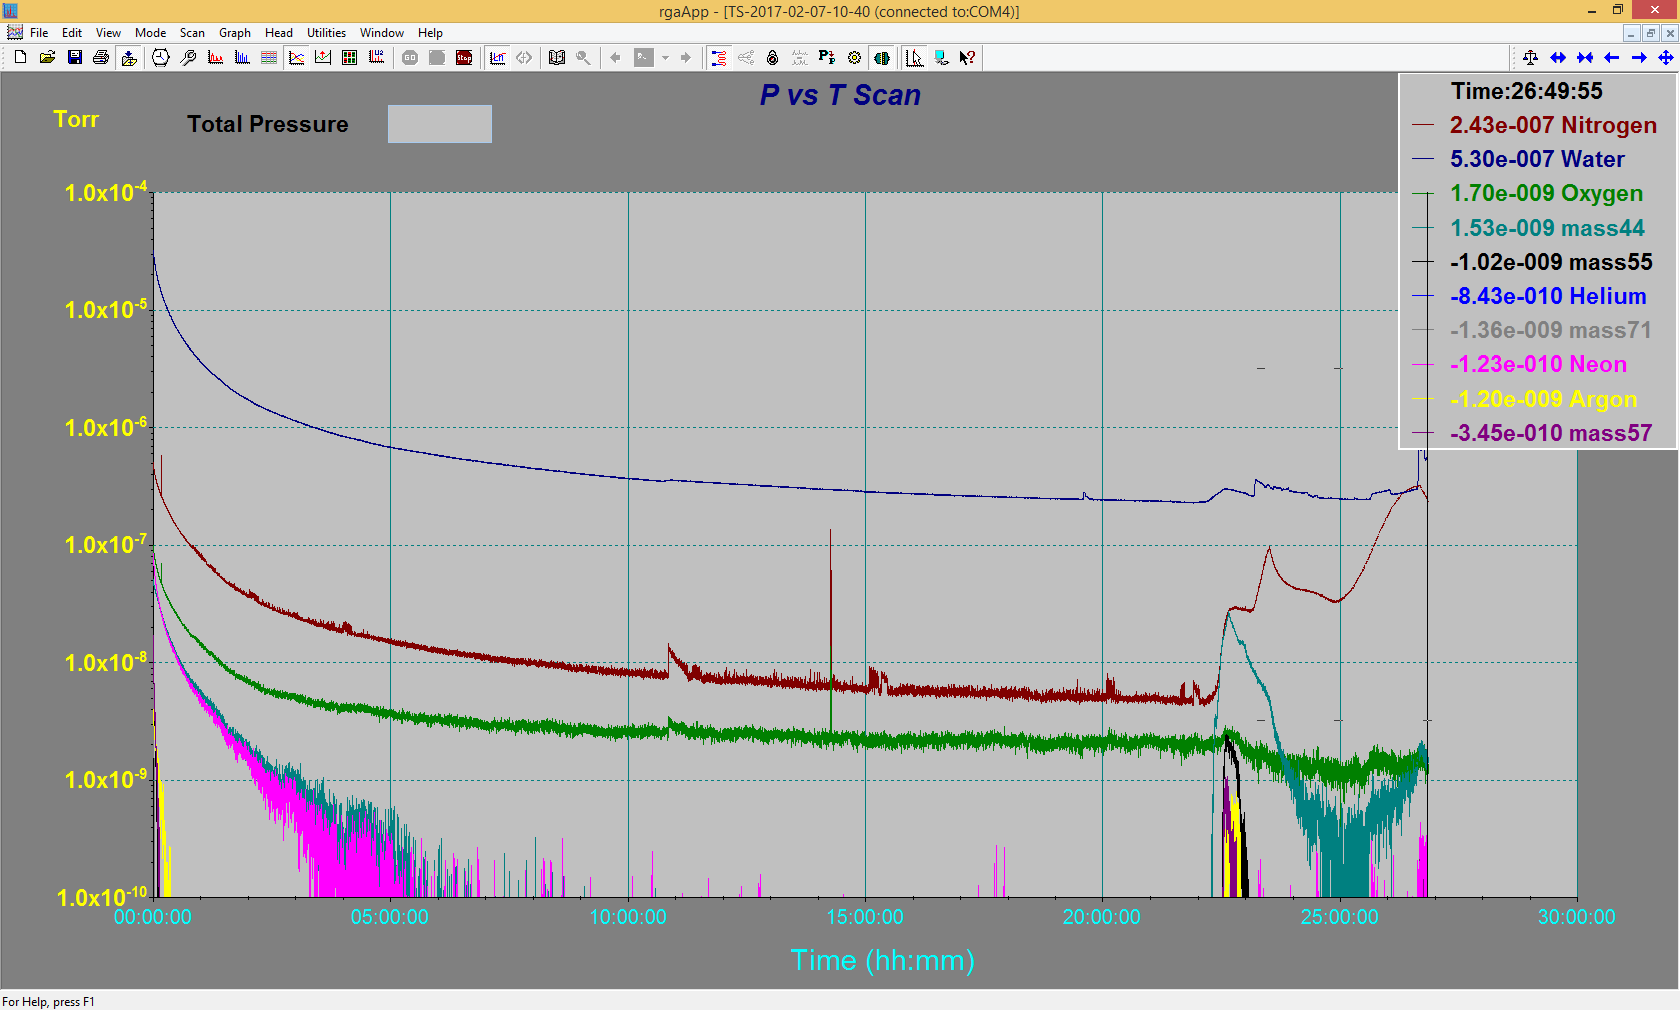 rgaApp - [TS-2017-02-07-10-40 (connected to:COM4)]
File Edit View Mode Scan Graph Head Utilities Window Help
GO Stop
P vs T Scan
Torr
Total Pressure
Time:26:49:55
2.43e-007 Nitrogen
5.30e-007 Water
1.70e-009 Oxygen
1.53e-009 mass44
-1.02e-009 mass55
-8.43e-010 Helium
-1.36e-009 mass71
-1.23e-010 Neon
-1.20e-009 Argon
-3.45e-010 mass57
1.0x10-4
1.0x10-5
1.0x10-6
1.0x10-7
1.0x10-8
1.0x10-9
1.0x10-10
00:00:00 05:00:00 10:00:00 15:00:00 20:00:00 25:00:00 30:00:00
Time (hh:mm)
For Help, press F1